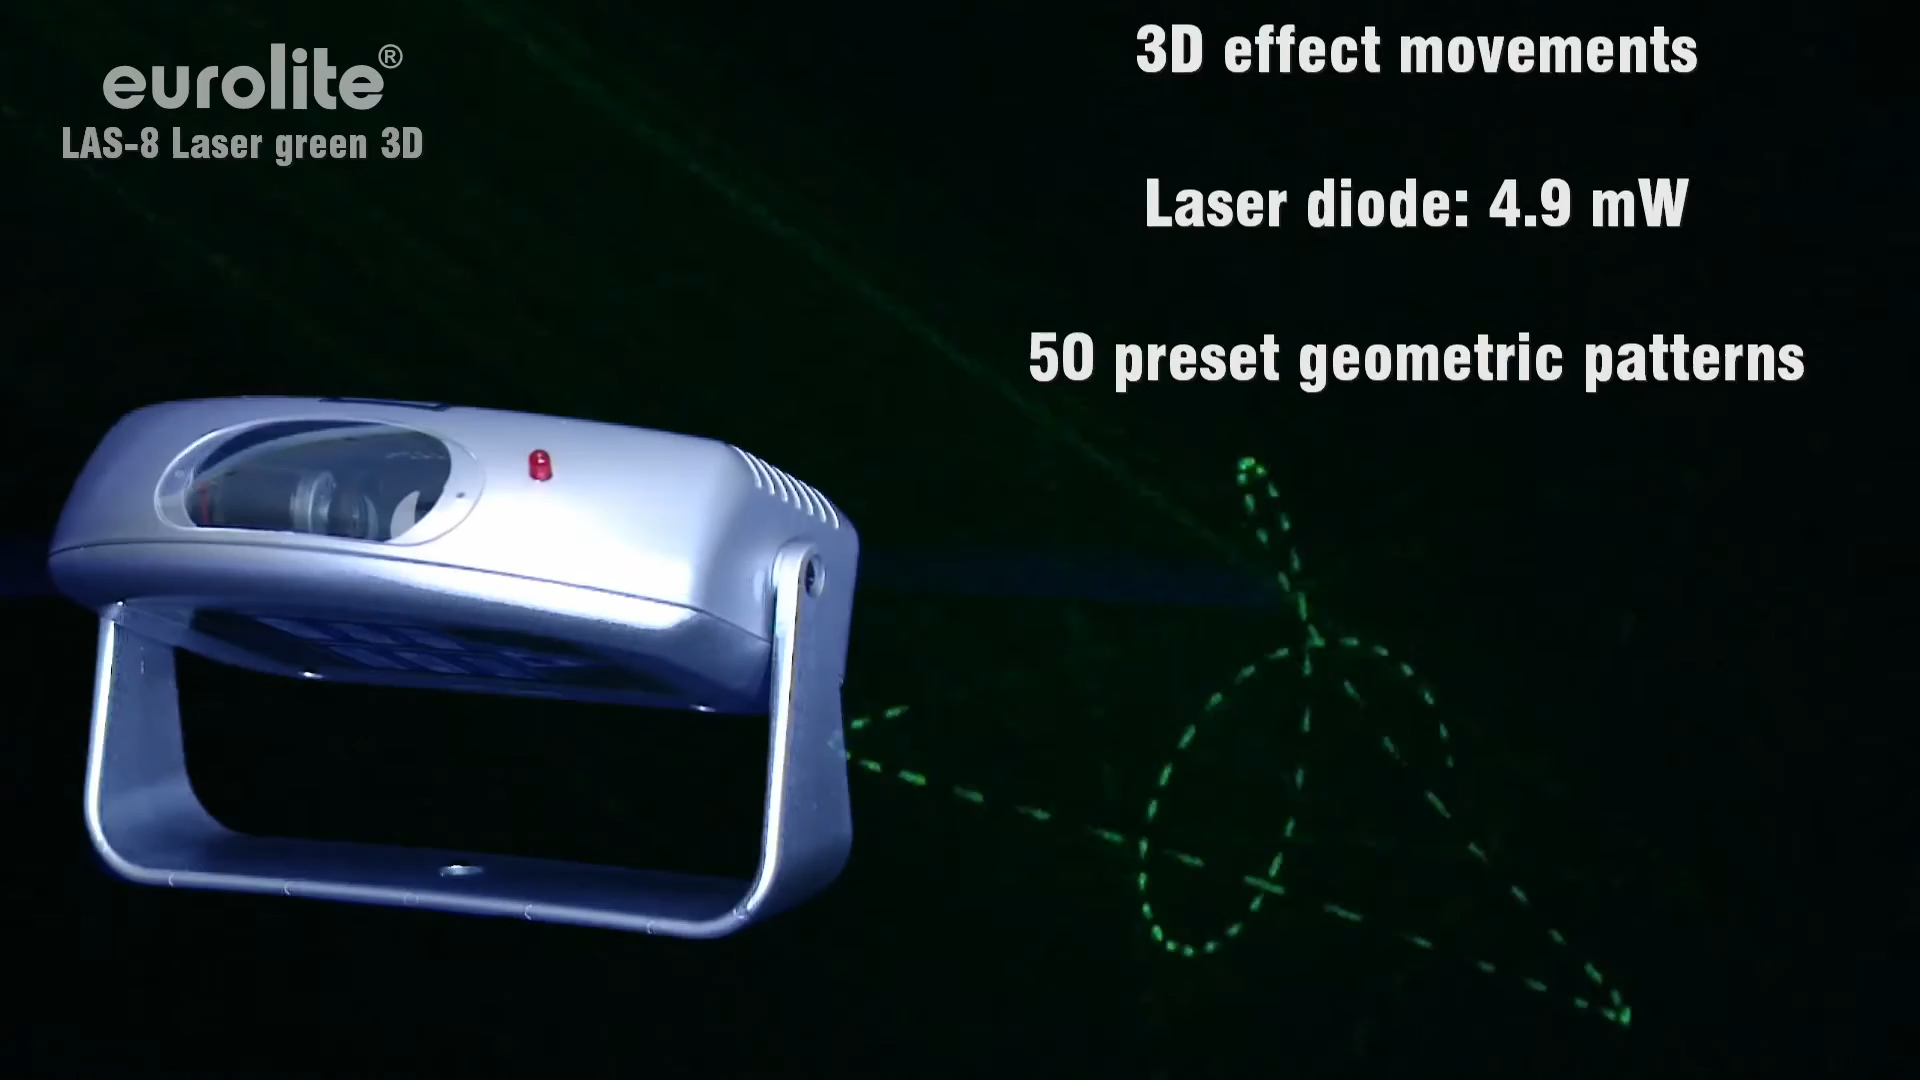 eurolite®
LAS-8 Laser green 3D
3D effect movements
Laser diode: 4.9 mW
50 preset geometric patterns